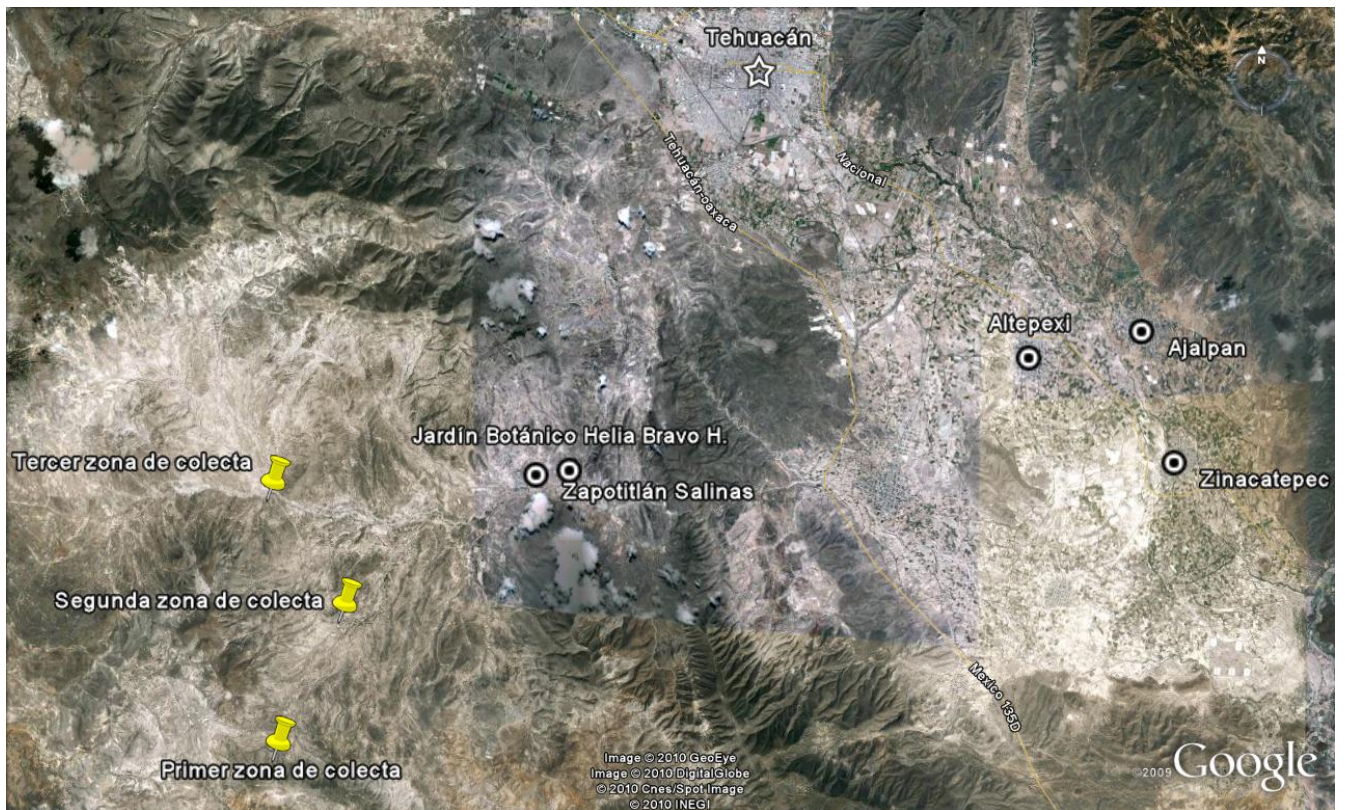 Tehuacán
N
Tehuacán-oaxaca
Nacional
Altepexi
Ajalpan
Jardín Botánico Helia Bravo H.
Tercer zona de colecta
Zapotitlán Salinas
Zinacatepec
Segunda zona de colecta
Mexico 135D
Primer zona de colecta
Image © 2010 GeoEye
Image © 2010 DigitalGlobe
© 2010 Cnes/Spot Image
© 2010 INEGI
©2009 Google